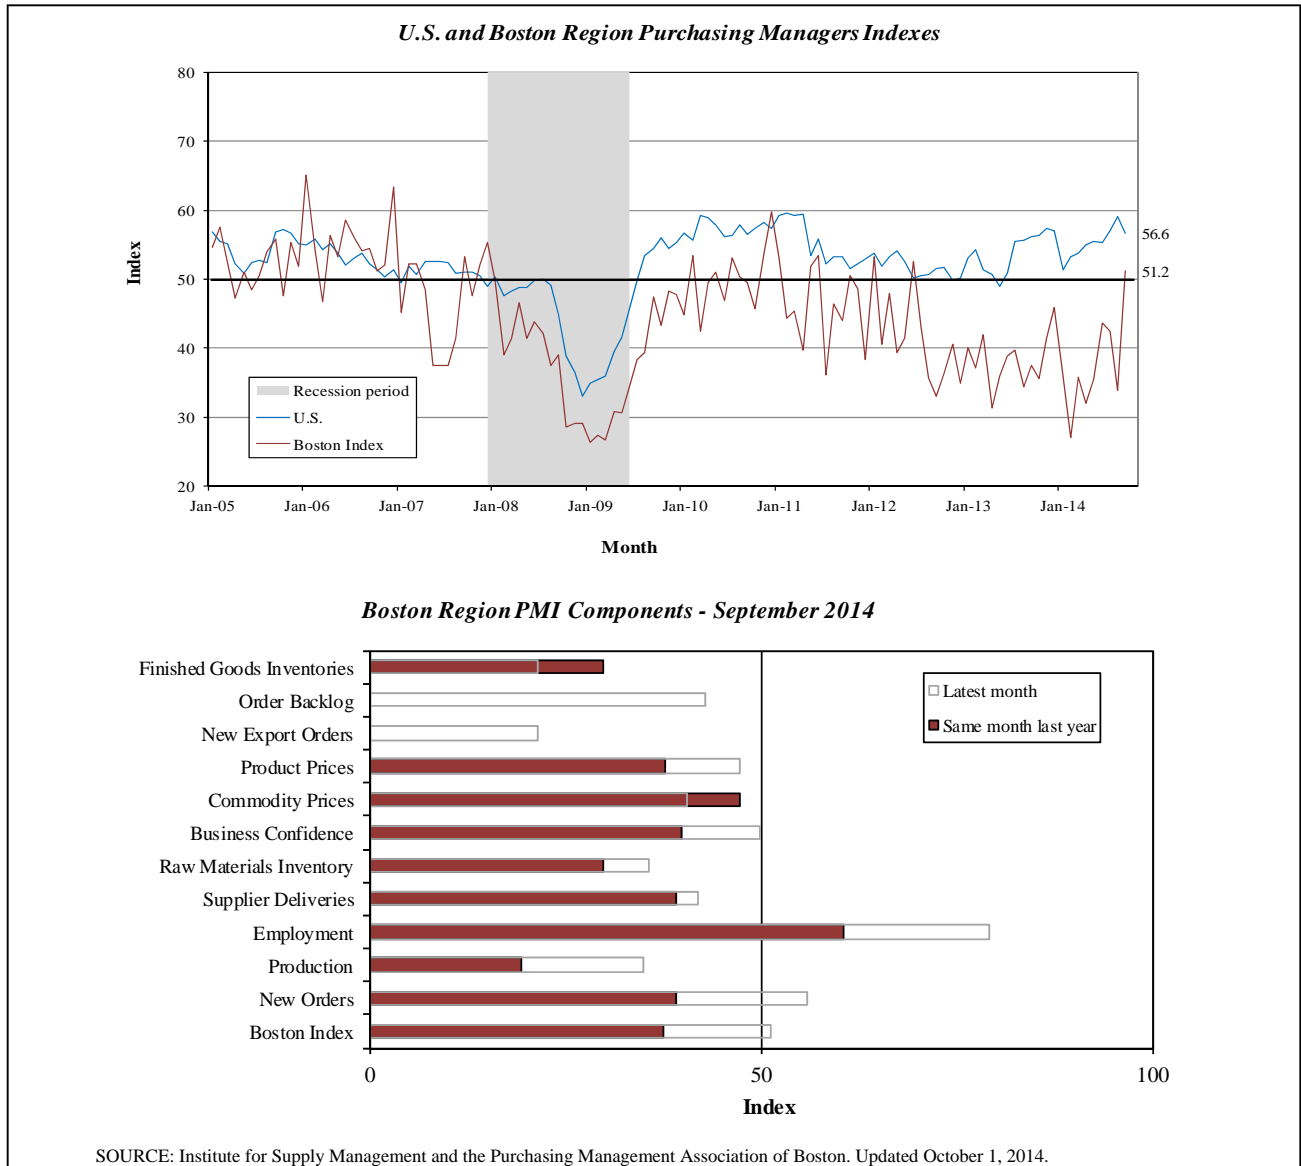 U.S. and Boston Region Purchasing Managers Indexes
80
70
60
50
40
30
20
Index
56.6
51.2
Recession period
U.S.
Boston Index
Jan-05 Jan-06 Jan-07 Jan-08 Jan-09 Jan-10 Jan-11 Jan-12 Jan-13 Jan-14
Month
Boston Region PMI Components - September 2014
Finished Goods Inventories
Order Backlog
New Export Orders
Product Prices
Commodity Prices
Business Confidence
Raw Materials Inventory
Supplier Deliveries
Employment
Production
New Orders
Boston Index
Latest month
Same month last year
0 50 100
Index
SOURCE: Institute for Supply Management and the Purchasing Management Association of Boston. Updated October 1, 2014.